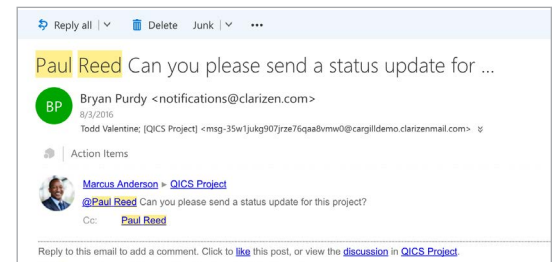 Reply all | Delete Junk | ...
Paul Reed Can you please send a status update for ...
BP
Bryan Purdy <notifications@clarizen.com>
8/3/2016
Todd Valentine; [QICS Project] <msg-35w1jukg907jrze76qaa8vmw0@cargilldemo.clarizenmail.com>
Action Items
Marcus Anderson ▸ QICS Project
@Paul Reed Can you please send a status update for this project?
Cc: Paul Reed
Reply to this email to add a comment. Click to like this post, or view the discussion in QICS Project.